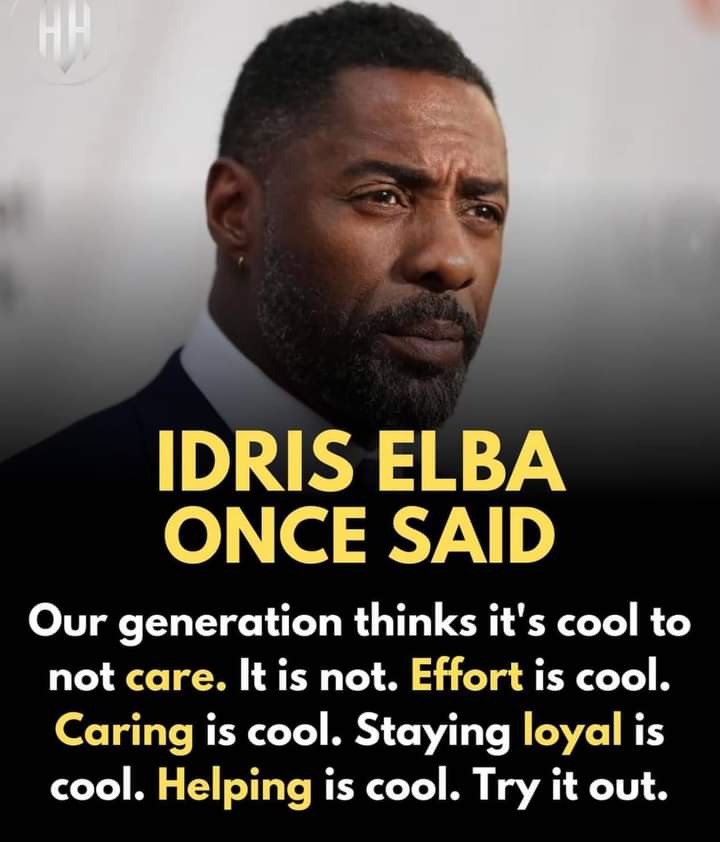 HH
IDRIS ELBA
ONCE SAID
Our generation thinks it's cool to
not care. It is not. Effort is cool.
Caring is cool. Staying loyal is
cool. Helping is cool. Try it out.